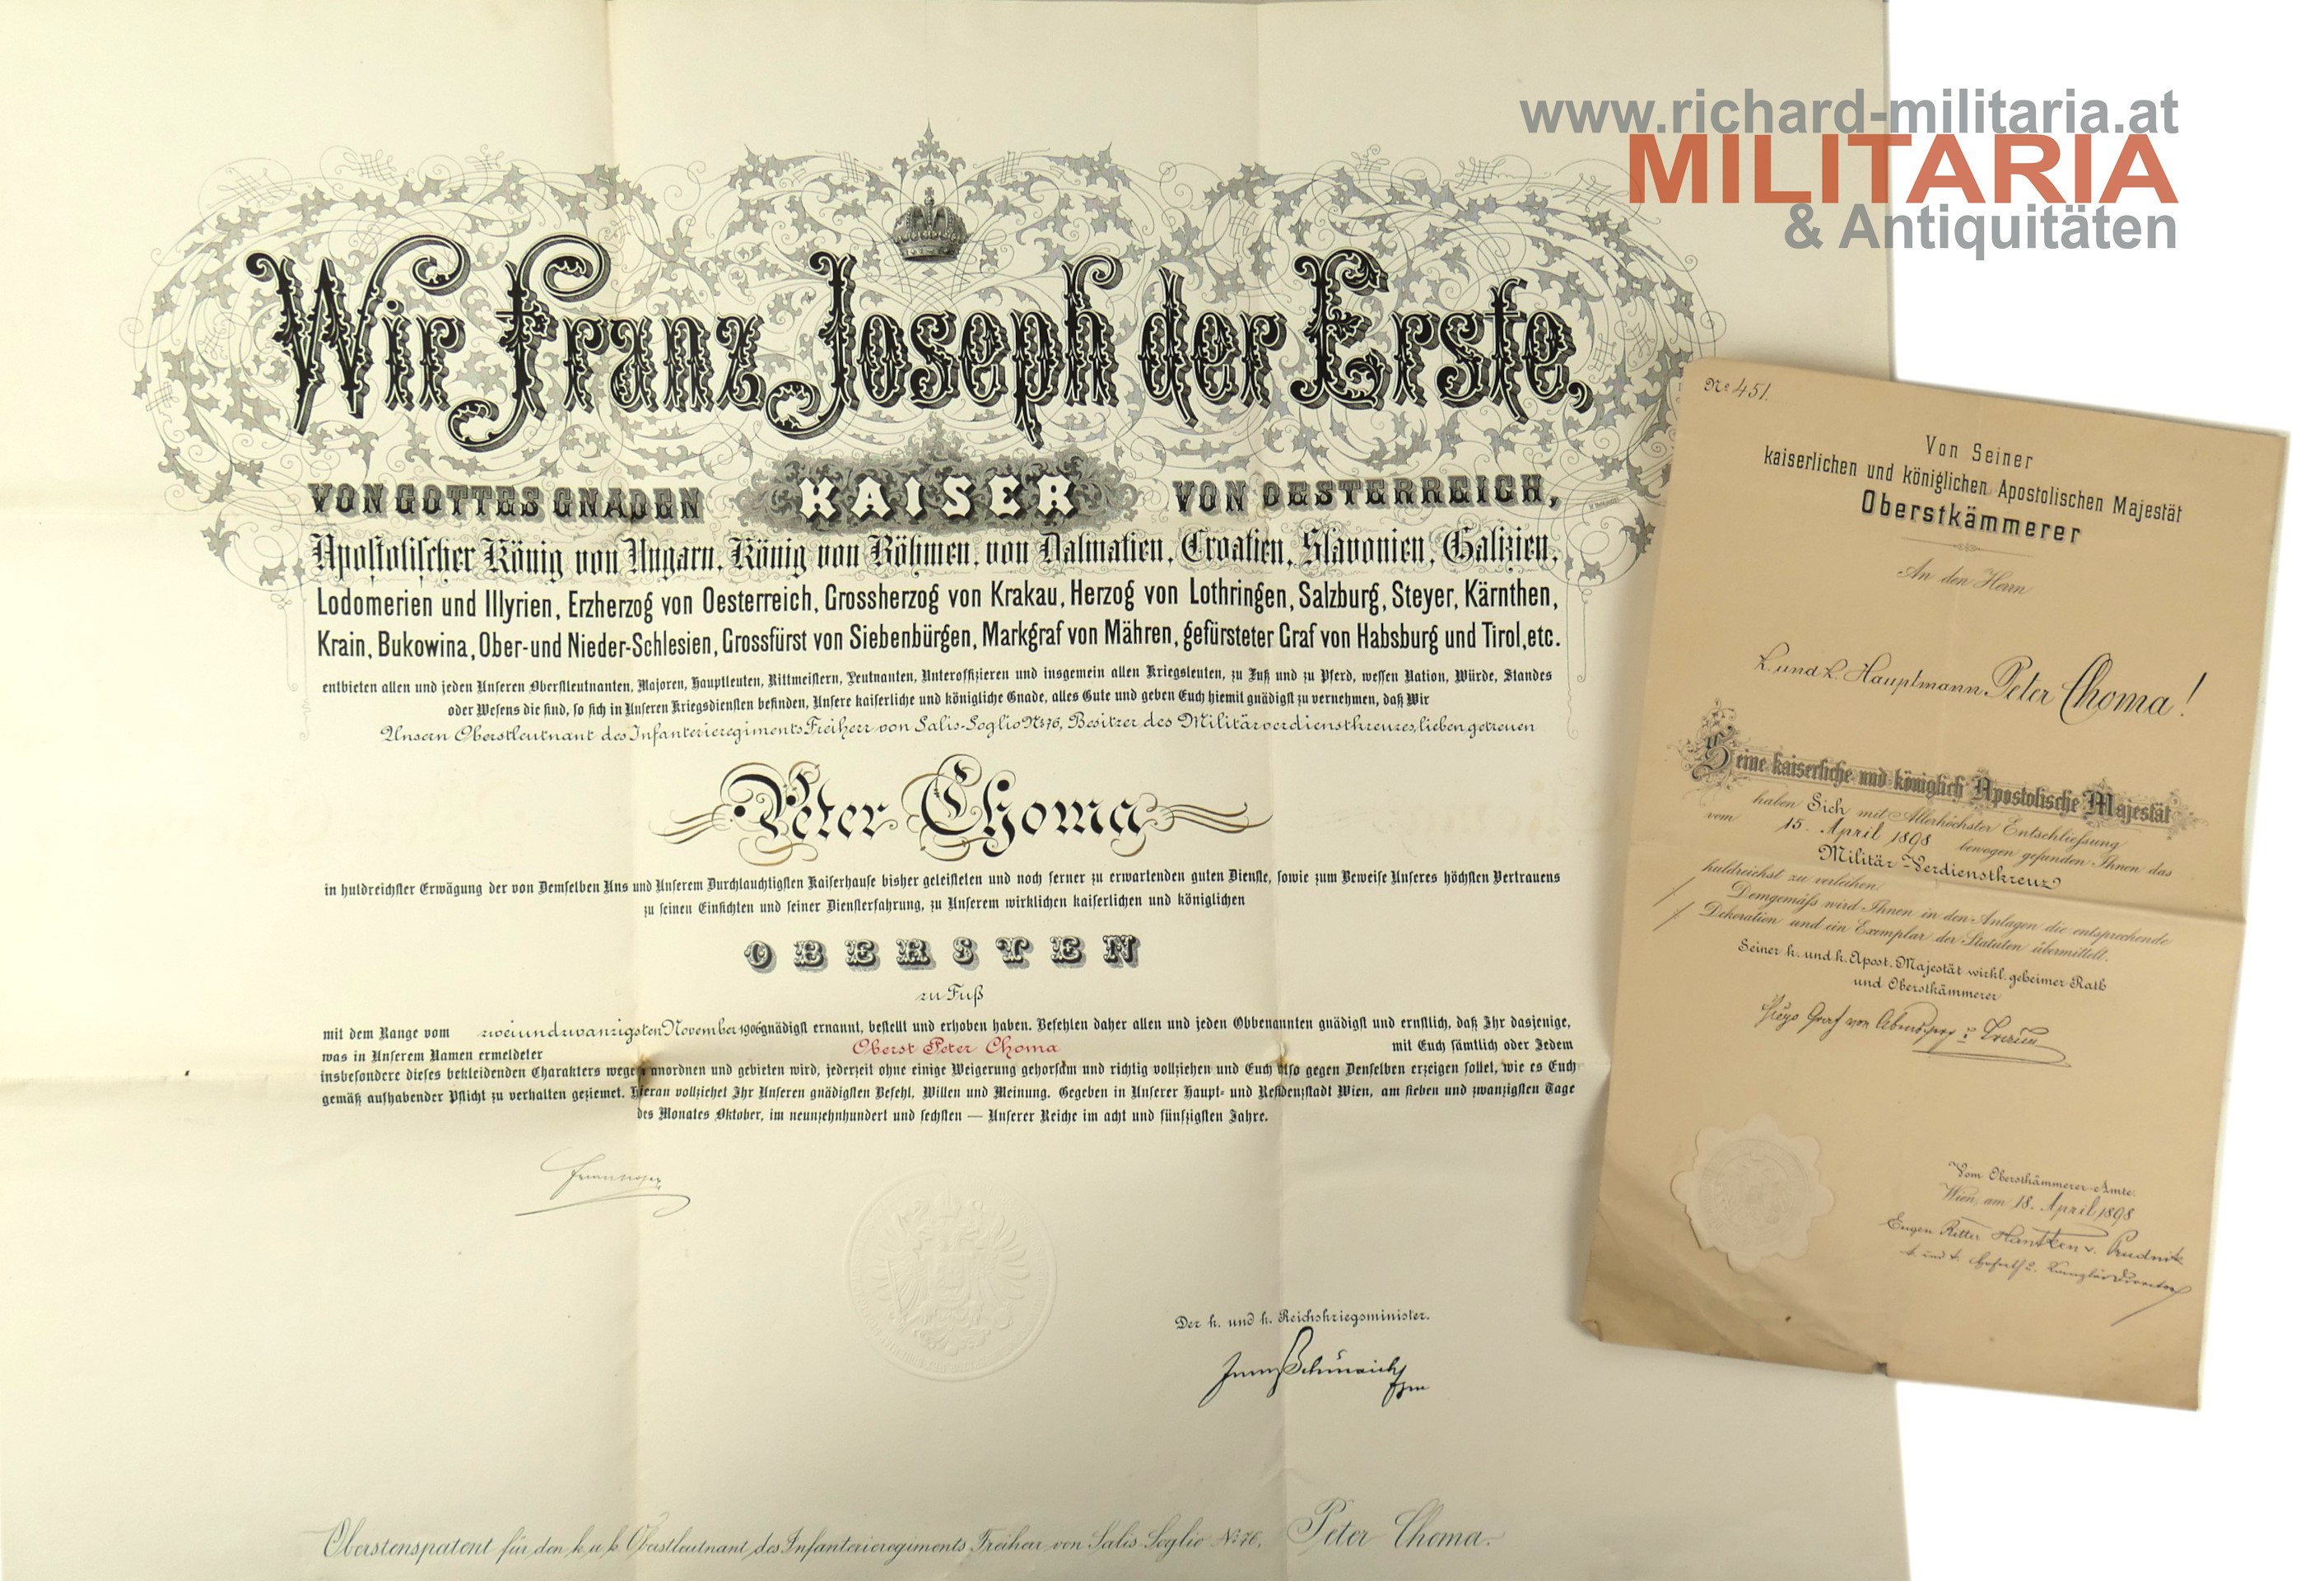 www.richard-militaria.at
MILITARIA
& Antiquitäten
Wir Franz Joseph der Erste,
VON GOTTES GNADEN KAISER VON OESTERREICH,
Apostolischer König von Ungarn, König von Böhmen, von Dalmatien, Croatien, Slavonien, Galizien,
Lodomerien und Illyrien, Erzherzog von Oesterreich, Grossherzog von Krakau, Herzog von Lothringen, Salzburg, Steyer, Kärnthen,
Krain, Bukowina, Ober- und Nieder-Schlesien, Grossfürst von Siebenbürgen, Markgraf von Mähren, gefürsteter Graf von Habsburg und Tirol, etc.
entbieten allen und jeden Unseren Oberstleutnanten, Majoren, Hauptleuten, Rittmeistern, Leutnanten, Unteroffizieren und insgemein allen Kriegsleuten, zu Fuß und zu Pferd, wessen Nation, Würde, Standes
oder Wesens die sind, so sich in Unseren Kriegsdiensten befinden, Unsere kaiserliche und königliche Gnade, alles Gute und geben Euch hiemit gnädigst zu vernehmen, daß Wir
Unsern Oberstleutnant des Infanterieregiments Freiherr von Salis-Soglio Nr. 76, Besitzer des Militärverdienstkreuzes, lieben, getreuen
Peter Choma
in huldreichster Erwägung der von Demselben Uns und Unserem Durchlauchtigsten Kaiserhause bisher geleisteten und noch ferner zu erwartenden guten Dienste, sowie zum Beweise Unseres höchsten Vertrauens
zu seinen Einsichten und seiner Diensterfahrung, zu Unserem wirklichen kaiserlichen und königlichen
OBERSTEN
zu Fuß
mit dem Range vom zweiundzwanzigsten November 1906 gnädigst ernannt, bestellt und erhoben haben. Befehlen daher allen und jeden Obbenannten gnädigst und ernstlich, daß Ihr dasjenige,
was in Unserem Namen ermeldeter Oberst Peter Choma mit Euch sämtlich oder Jedem
insbesondere dieses bekleidenden Charakters wegen anordnen und gebieten wird, jederzeit ohne einige Weigerung gehorsam und richtig vollziehen und Euch also gegen Denselben erzeigen sollet, wie es Euch
gemäß aufhabender Pflicht zu verhalten geziemet. Hieran vollziehet Ihr Unseren gnädigsten Befehl, Willen und Meinung. Gegeben in Unserer Haupt- und Residenzstadt Wien, am sieben und zwanzigsten Tage
des Monates Oktober, im neunzehnhundert und sechsten — Unserer Reiche im acht und fünfzigsten Jahre.
Der k. und k. Reichskriegsminister.
Oberstenspatent für den k. u. k. Oberstleutnant des Infanterieregiments Freiherr von Salis-Soglio Nr. 76, Peter Choma.
No 451.
Von Seiner
kaiserlichen und königlichen Apostolischen Majestät
Oberstkämmerer
An den Herrn
k. und k. Hauptmann Peter Choma!
Seine kaiserliche und königlich Apostolische Majestät
haben Sich mit Allerhöchster Entschließung
vom 15. April 1898 bewogen gefunden Ihnen das
Militär-Verdienstkreuz
huldreichst zu verleihen.
Demgemäß wird Ihnen in den Anlagen die entsprechende
Dekoration und ein Exemplar der Statuten übermittelt.
Seiner k. und k. Apost. Majestät wirkl. geheimer Rath
und Oberstkämmerer
Vom Oberstkämmerer-Amte.
Wien, am 18. April 1898
Eugen Ritter Hantken v. Prudnik